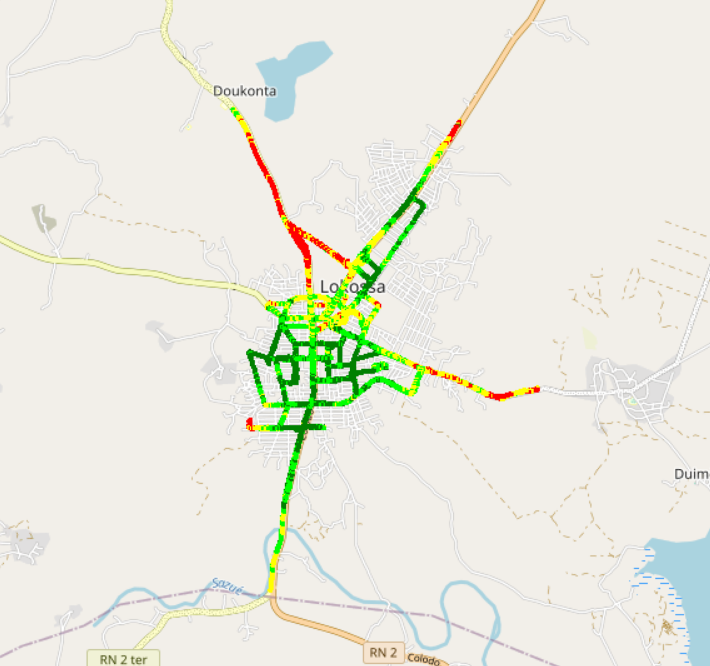 Doukonta
Lokossa
Duim
Sazué
RN 2 ter
RN 2
Colodo